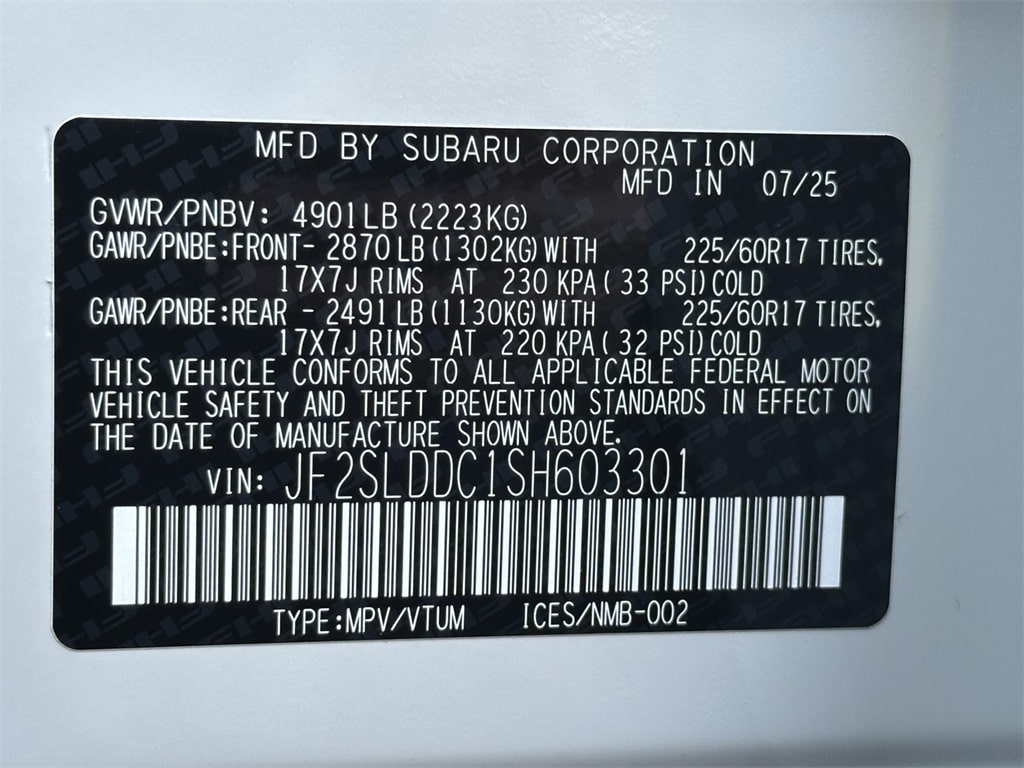 MFD BY SUBARU CORPORATION
MFD IN 07/25
GVWR/PNBV: 4901LB (2223KG)
GAWR/PNBE:FRONT- 2870LB(1302KG)WITH 225/60R17 TIRES,
17X7J RIMS AT 230 KPA( 33 PSI)COLD
GAWR/PNBE:REAR - 2491LB(1130KG)WITH 225/60R17 TIRES,
17X7J RIMS AT 220 KPA( 32 PSI)COLD
THIS VEHICLE CONFORMS TO ALL APPLICABLE FEDERAL MOTOR
VEHICLE SAFETY AND THEFT PREVENTION STANDARDS IN EFFECT ON
THE DATE OF MANUFACTURE SHOWN ABOVE.
VIN: JF2SLDDC1SH603301
TYPE:MPV/VTUM ICES/NMB-002